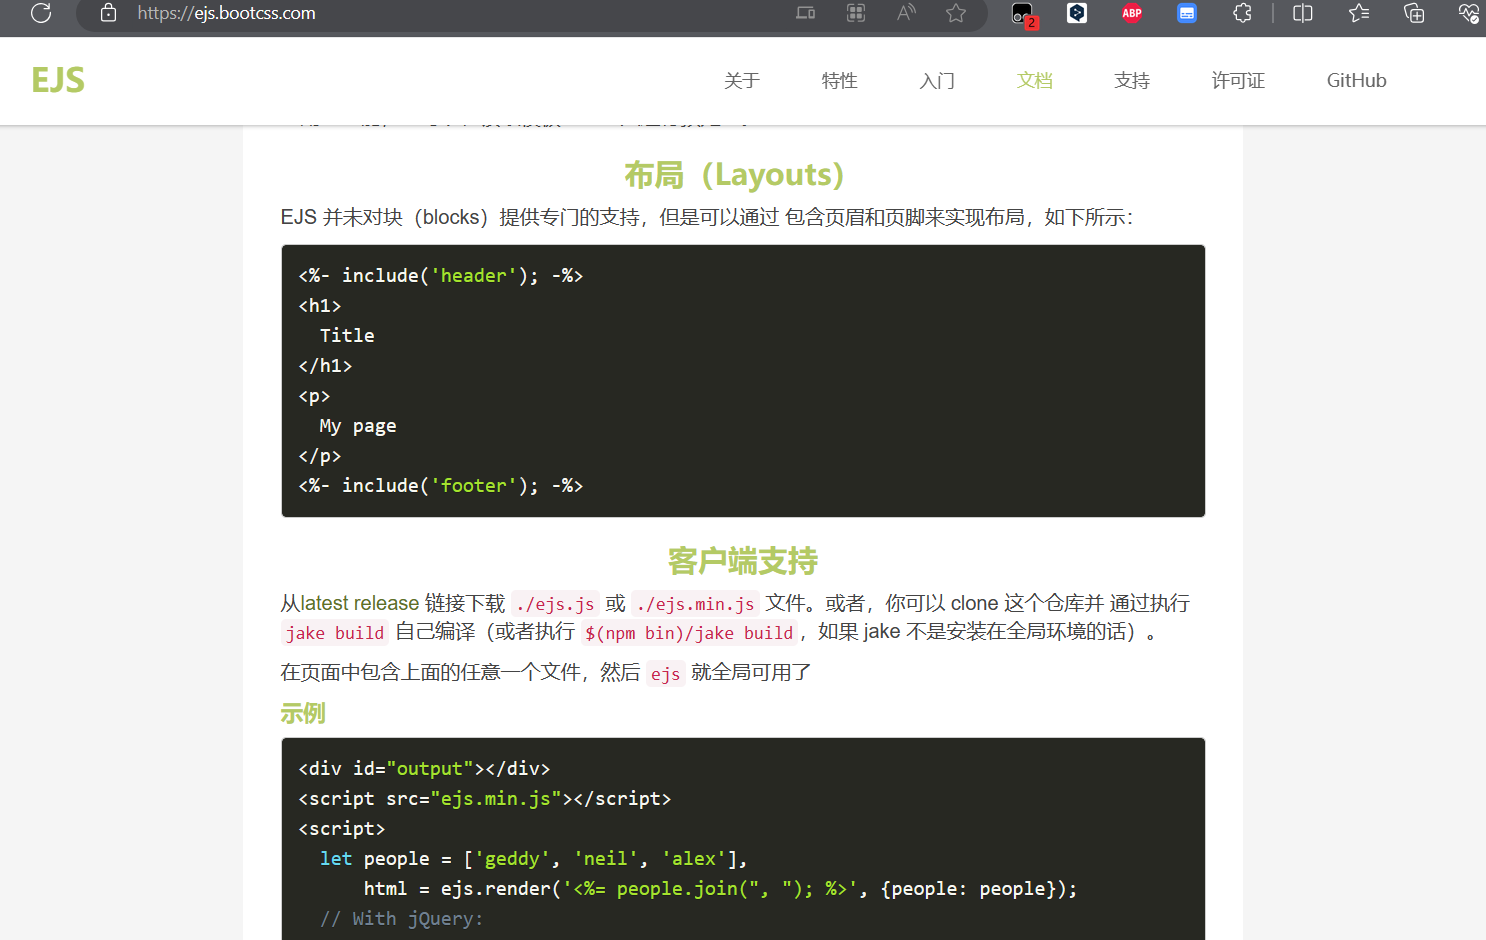 https://ejs.bootcss.com
2
ABP
EJS
关于
特性
入门
文档
支持
许可证
GitHub
布局（Layouts）
EJS 并未对块（blocks）提供专门的支持，但是可以通过 包含页眉和页脚来实现布局，如下所示：
<%- include('header'); -%>
<h1>
  Title
</h1>
<p>
  My page
</p>
<%- include('footer'); -%>
客户端支持
从latest release 链接下载 ./ejs.js 或 ./ejs.min.js 文件。或者，你可以 clone 这个仓库并 通过执行
jake build 自己编译（或者执行 $(npm bin)/jake build，如果 jake 不是安装在全局环境的话）。
在页面中包含上面的任意一个文件，然后 ejs 就全局可用了
示例
<div id="output"></div>
<script src="ejs.min.js"></script>
<script>
  let people = ['geddy', 'neil', 'alex'],
      html = ejs.render('<%= people.join(", "); %>', {people: people});
  // With jQuery: